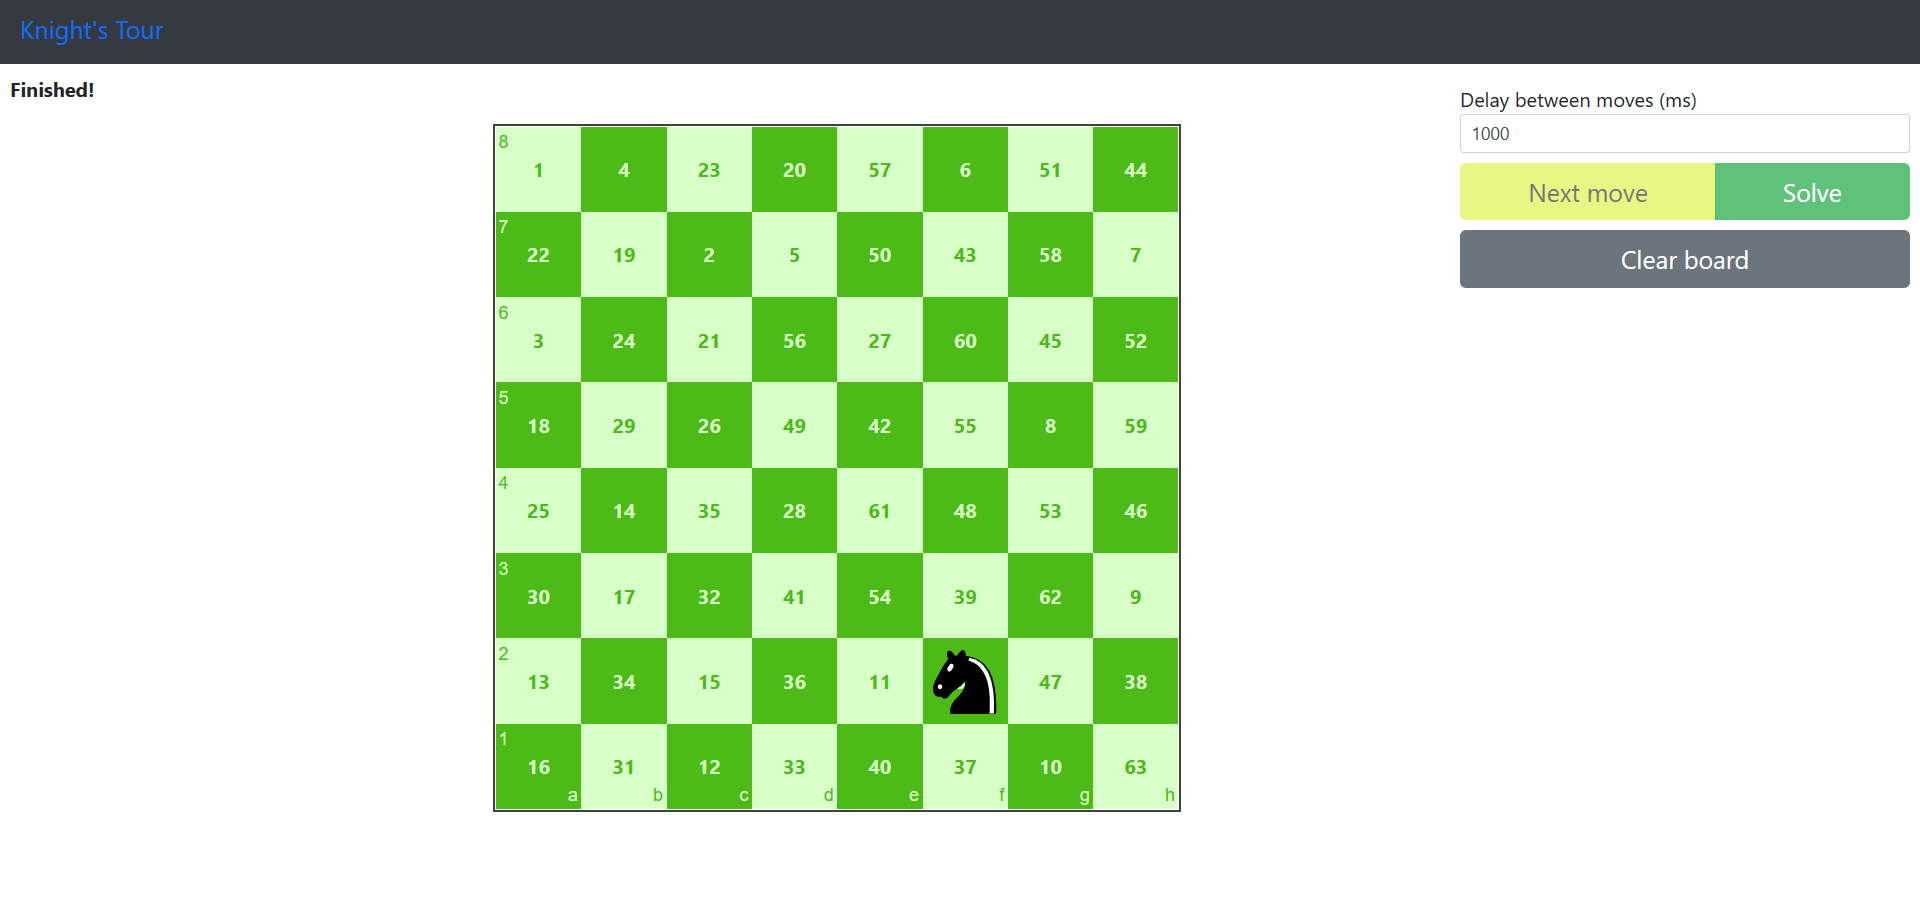 Knight's Tour
Finished!
Delay between moves (ms)
1000
Next move Solve
Clear board
8
1 4 23 20 57 6 51 44
7
22 19 2 5 50 43 58 7
6
3 24 21 56 27 60 45 52
5
18 29 26 49 42 55 8 59
4
25 14 35 28 61 48 53 46
3
30 17 32 41 54 39 62 9
2
13 34 15 36 11 47 38
1
16 31 12 33 40 37 10 63
a b c d e f g h